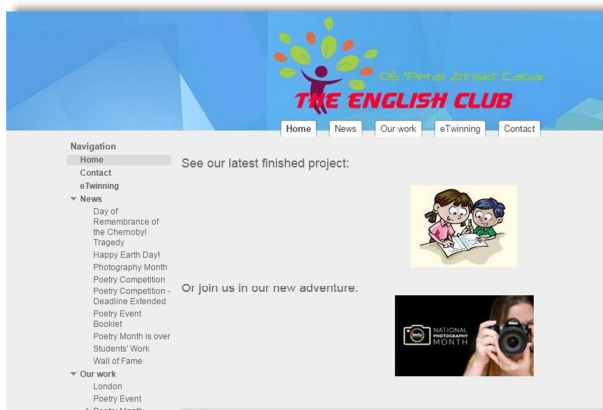 OŠ "Petar Zrinski" Čabar
THE ENGLISH CLUB
Home
News
Our work
eTwinning
Contact
Navigation
Home
Contact
eTwinning
News
Day of
Remembrance of
the Chernobyl
Tragedy
Happy Earth Day!
Photography Month
Poetry Competition
Poetry Competition -
Deadline Extended
Poetry Event
Booklet
Poetry Month is over
Students' Work
Wall of Fame
Our work
London
Poetry Event
Poetry Month
See our latest finished project:
Or join us in our new adventure:
NATIONAL
PHOTOGRAPHY
MONTH